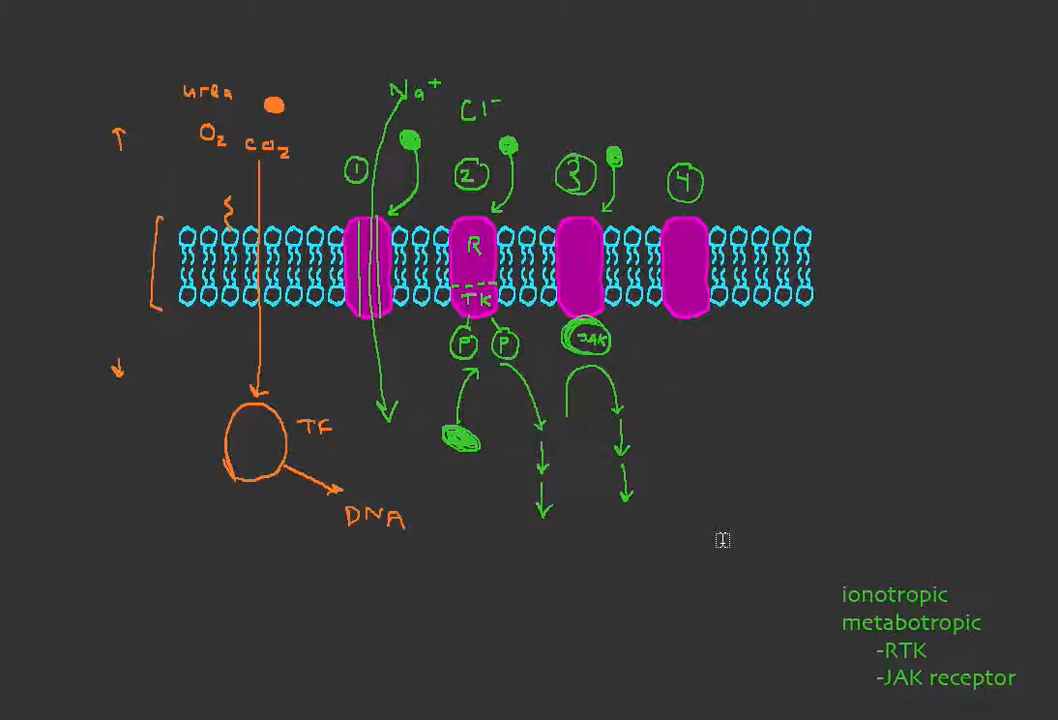 Na+
urea
Cl-
O2 CO2
1
2
3
4
R
TK
P
P
JAK
TF
DNA
ionotropic
metabotropic
-RTK
-JAK receptor